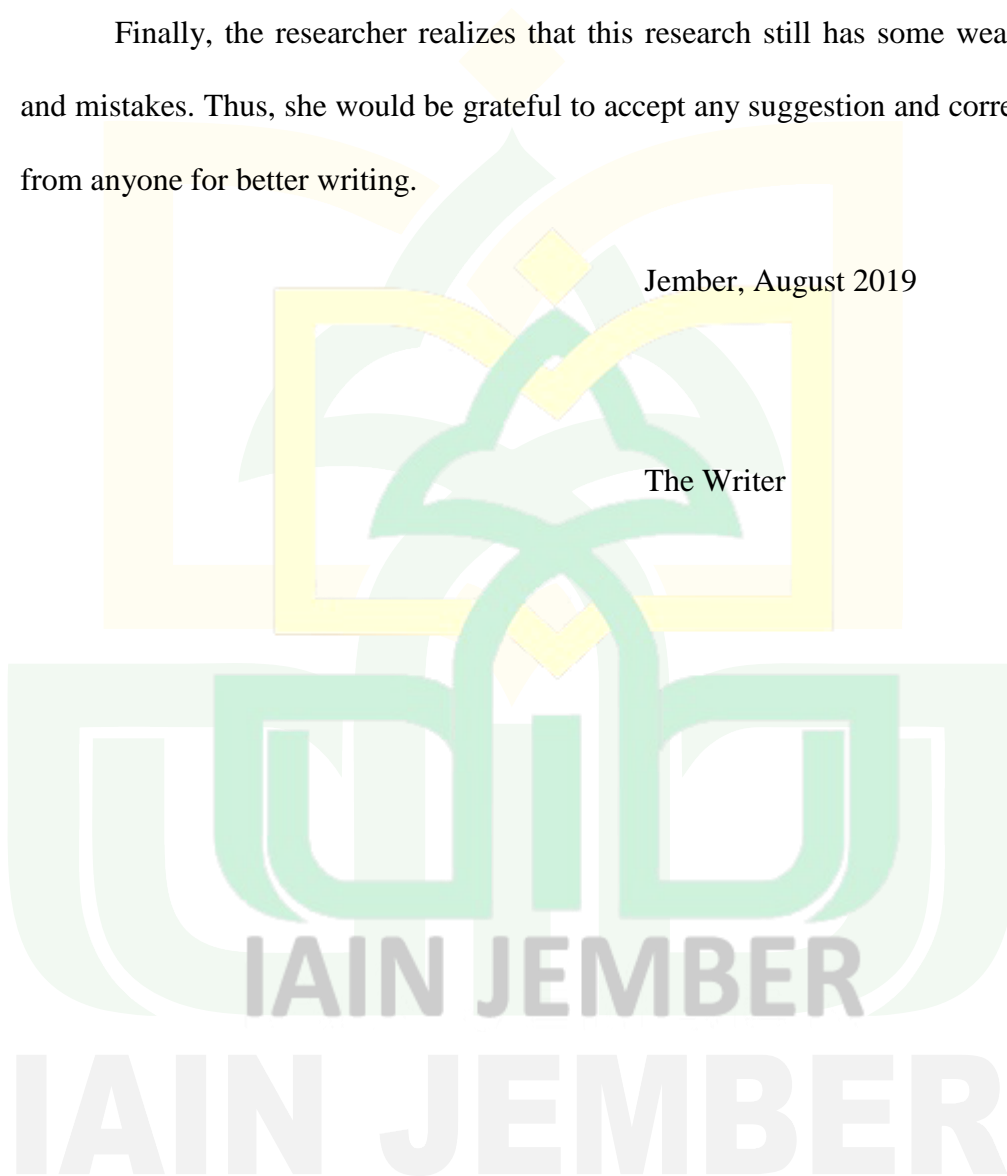 Finally, the researcher realizes that this research still has some
and mistakes. Thus, she would be grateful to accept any suggestion and
from anyone for better writing.
Jember, August 2019
The Writer
IAIN JEMBER
IAIN JEMBER